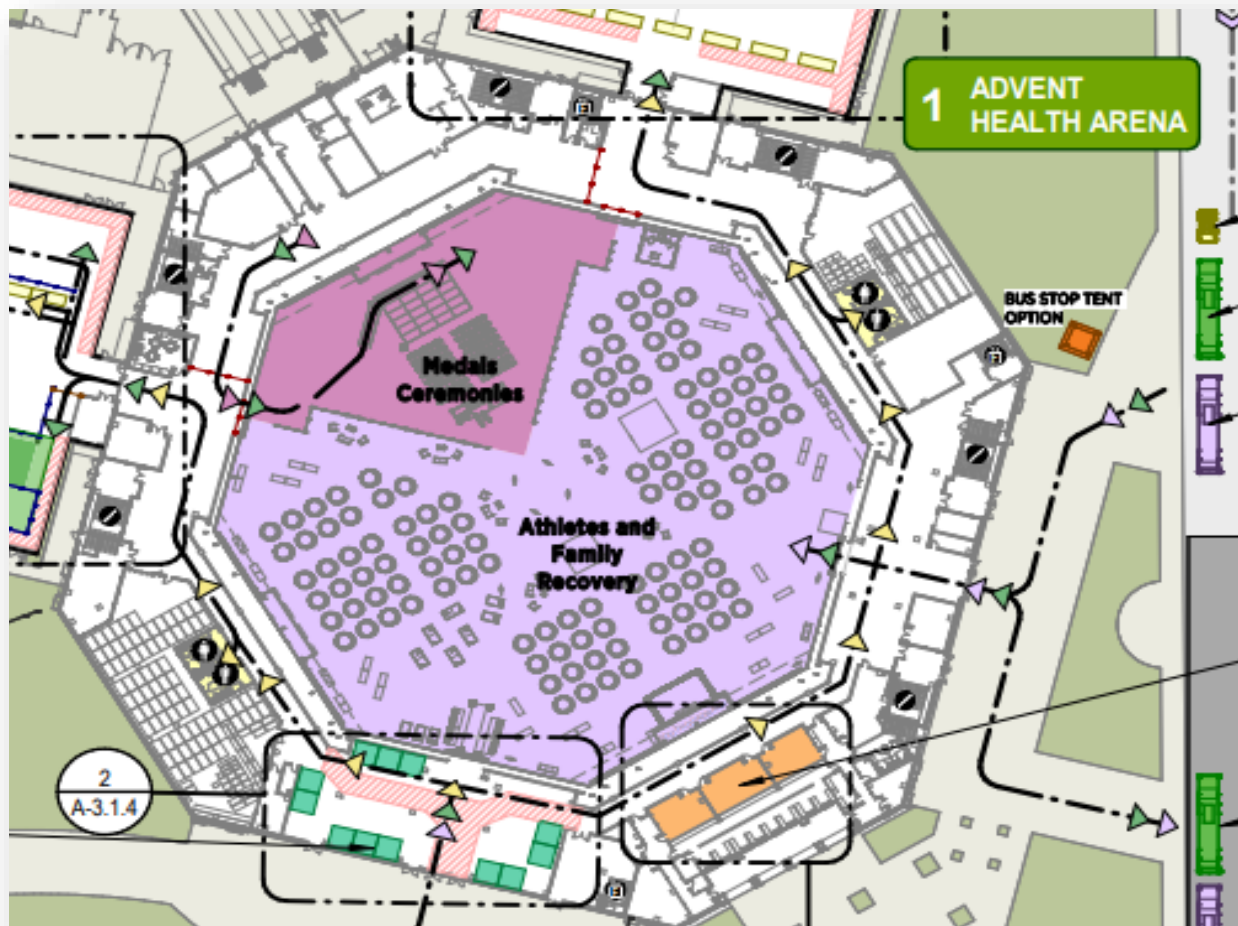 1 ADVENT
HEALTH ARENA
BUS STOP TENT
OPTION
Medals
Ceremonies
Athletes and
Family
Recovery
2
A-3.1.4